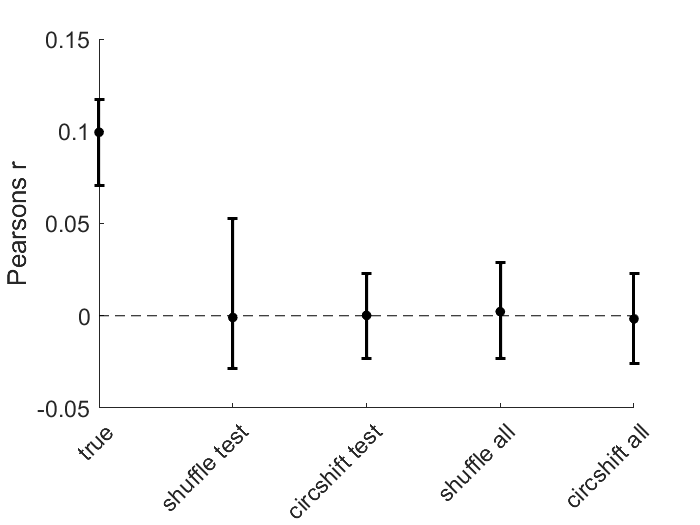 0.15
0.1
0.05
0
-0.05
Pearsons r
true
shuffle test
circshift test
shuffle all
circshift all